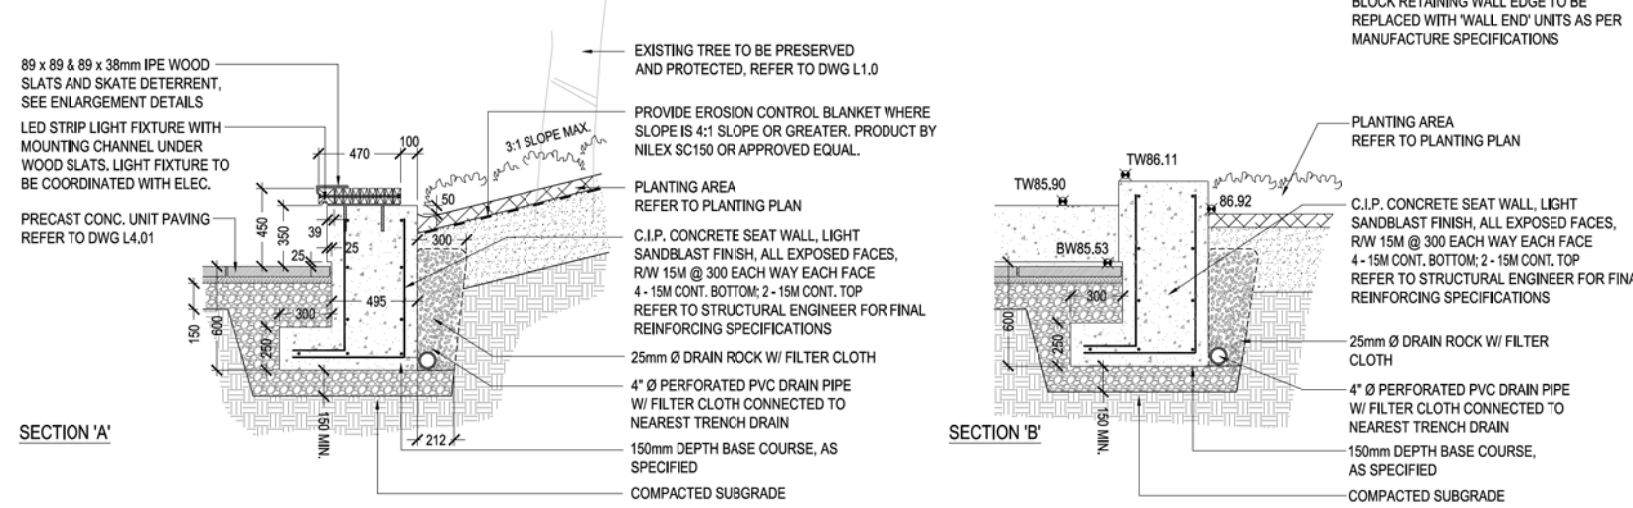 89 x 89 & 89 x 38mm IPE WOOD
SLATS AND SKATE DETERRENT,
SEE ENLARGEMENT DETAILS
LED STRIP LIGHT FIXTURE WITH
MOUNTING CHANNEL UNDER
WOOD SLATS. LIGHT FIXTURE TO
BE COORDINATED WITH ELEC.
PRECAST CONC. UNIT PAVING
REFER TO DWG L4.01
470
100
3:1 SLOPE MAX.
50
450
350
39
25
25
300
495
300
150
600
250
150 MIN.
212
SECTION 'A'
EXISTING TREE TO BE PRESERVED
AND PROTECTED, REFER TO DWG L1.0
PROVIDE EROSION CONTROL BLANKET WHERE
SLOPE IS 4:1 SLOPE OR GREATER. PRODUCT BY
NILEX SC150 OR APPROVED EQUAL.
PLANTING AREA
REFER TO PLANTING PLAN
C.I.P. CONCRETE SEAT WALL, LIGHT
SANDBLAST FINISH, ALL EXPOSED FACES,
R/W 15M @ 300 EACH WAY EACH FACE
4 - 15M CONT. BOTTOM; 2 - 15M CONT. TOP
REFER TO STRUCTURAL ENGINEER FOR FINAL
REINFORCING SPECIFICATIONS
25mm Ø DRAIN ROCK W/ FILTER CLOTH
4" Ø PERFORATED PVC DRAIN PIPE
W/ FILTER CLOTH CONNECTED TO
NEAREST TRENCH DRAIN
150mm DEPTH BASE COURSE, AS
SPECIFIED
COMPACTED SUBGRADE
TW86.11
TW85.90
86.92
BW85.53
300
600
250
150 MIN.
SECTION 'B'
BLOCK RETAINING WALL EDGE TO BE
REPLACED WITH 'WALL END' UNITS AS PER
MANUFACTURE SPECIFICATIONS
PLANTING AREA
REFER TO PLANTING PLAN
C.I.P. CONCRETE SEAT WALL, LIGHT
SANDBLAST FINISH, ALL EXPOSED FACES,
R/W 15M @ 300 EACH WAY EACH FACE
4 - 15M CONT. BOTTOM; 2 - 15M CONT. TOP
REFER TO STRUCTURAL ENGINEER FOR
REINFORCING SPECIFICATIONS
25mm Ø DRAIN ROCK W/ FILTER
CLOTH
4" Ø PERFORATED PVC DRAIN PIPE
W/ FILTER CLOTH CONNECTED TO
NEAREST TRENCH DRAIN
150mm DEPTH BASE COURSE,
AS SPECIFIED
COMPACTED SUBGRADE